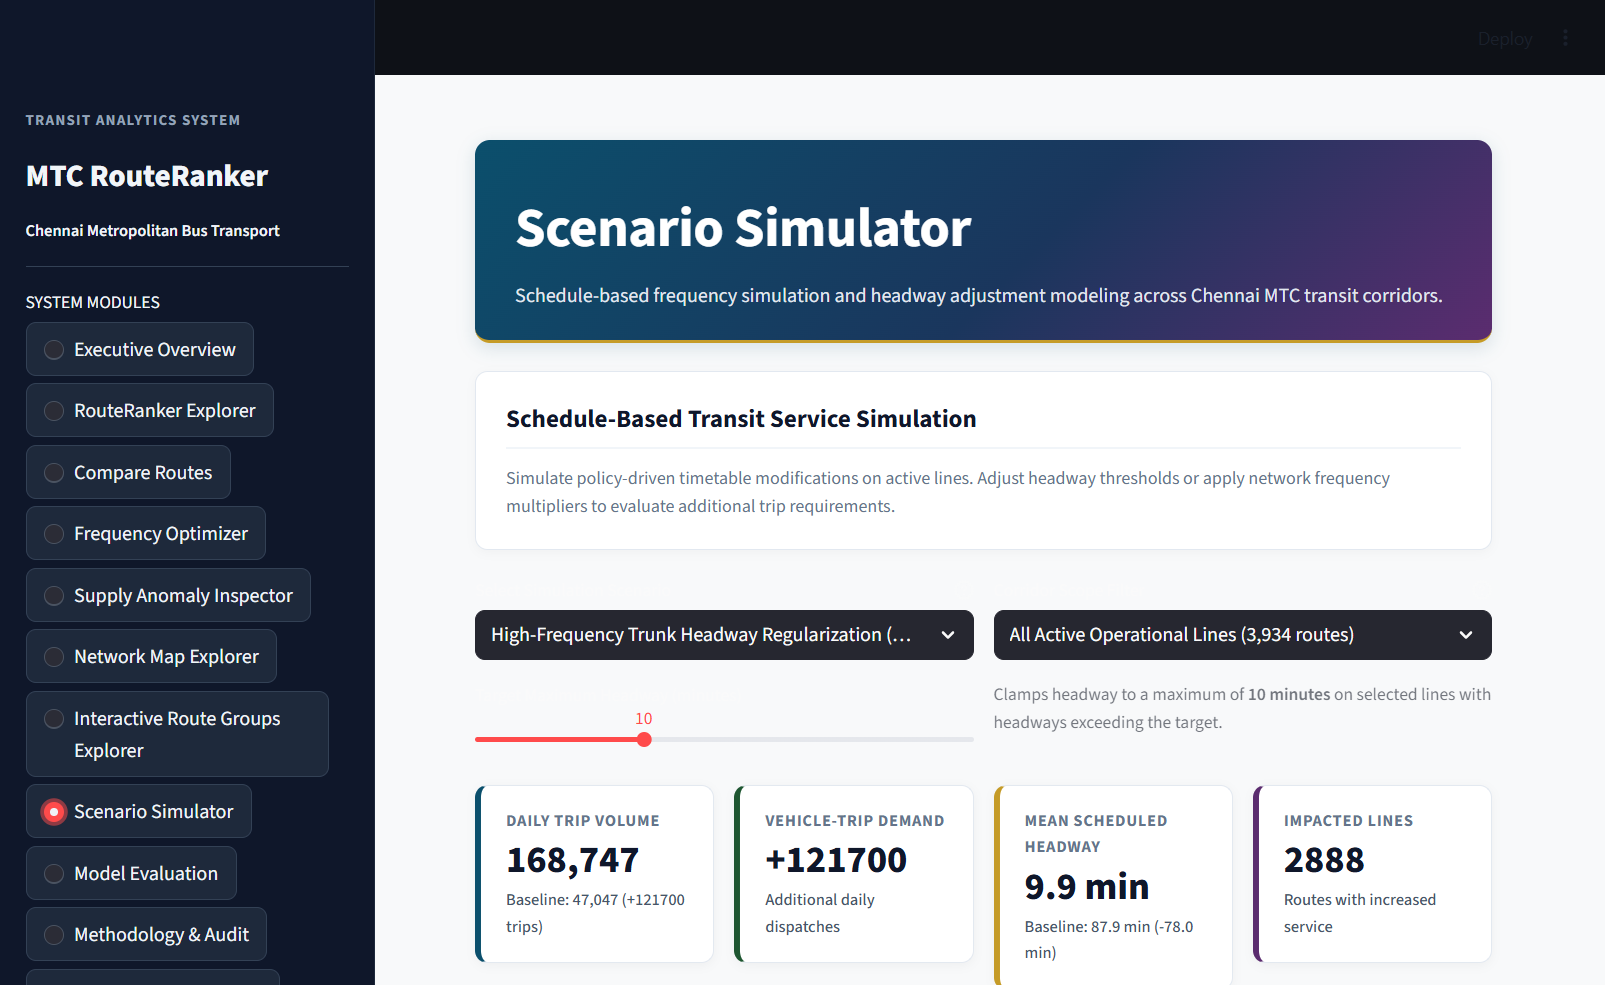 Deploy
TRANSIT ANALYTICS SYSTEM
MTC RouteRanker
Chennai Metropolitan Bus Transport
SYSTEM MODULES
Executive Overview
RouteRanker Explorer
Compare Routes
Frequency Optimizer
Supply Anomaly Inspector
Network Map Explorer
Interactive Route Groups
Explorer
Scenario Simulator
Model Evaluation
Methodology & Audit
Scenario Simulator
Schedule-based frequency simulation and headway adjustment modeling across Chennai MTC transit corridors.
Schedule-Based Transit Service Simulation
Simulate policy-driven timetable modifications on active lines. Adjust headway thresholds or apply network frequency
multipliers to evaluate additional trip requirements.
High-Frequency Trunk Headway Regularization (...
All Active Operational Lines (3,934 routes)
10
Clamps headway to a maximum of 10 minutes on selected lines with
headways exceeding the target.
DAILY TRIP VOLUME
168,747
Baseline: 47,047 (+121700
trips)
VEHICLE-TRIP DEMAND
+121700
Additional daily
dispatches
MEAN SCHEDULED
HEADWAY
9.9 min
Baseline: 87.9 min (-78.0
min)
IMPACTED LINES
2888
Routes with increased
service